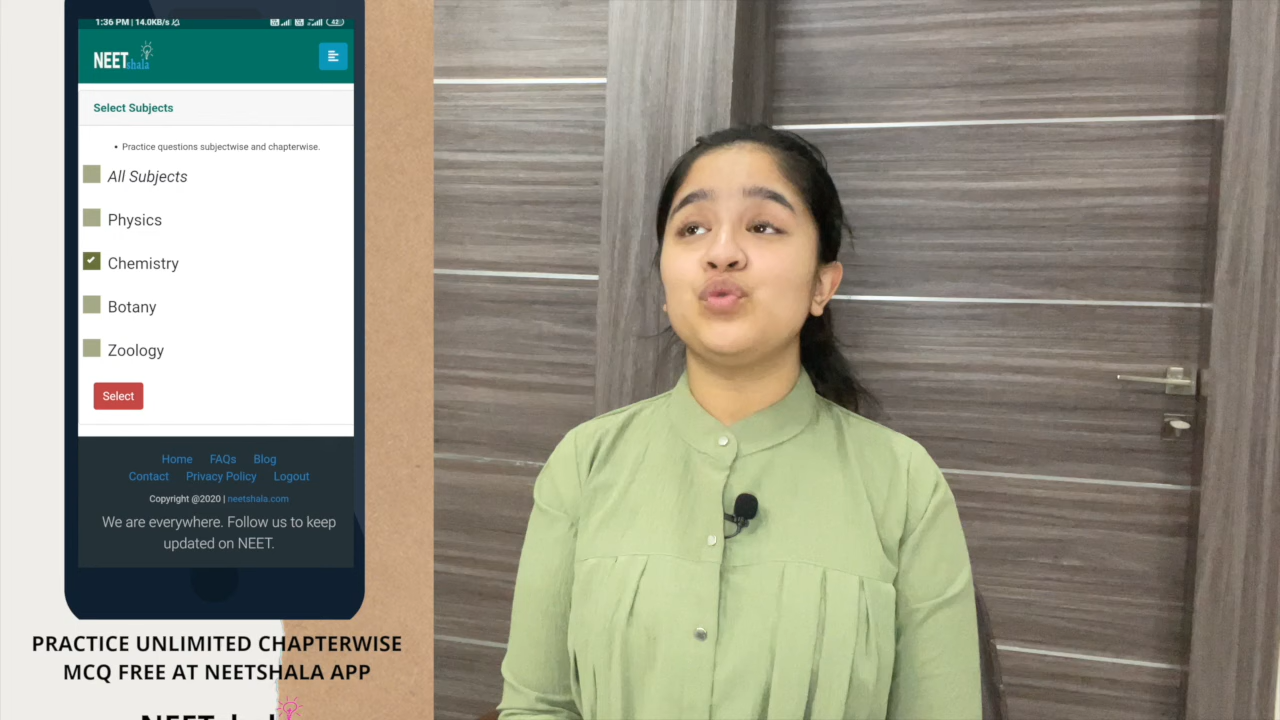 1:36 PM | 14.0KB/s
NEETshala
Select Subjects
• Practice questions subjectwise and chapterwise.
All Subjects
Physics
Chemistry
Botany
Zoology
Select
Home FAQs Blog
Contact Privacy Policy Logout
Copyright @2020 | neetshala.com
We are everywhere. Follow us to keep
updated on NEET.
PRACTICE UNLIMITED CHAPTERWISE
MCQ FREE AT NEETSHALA APP